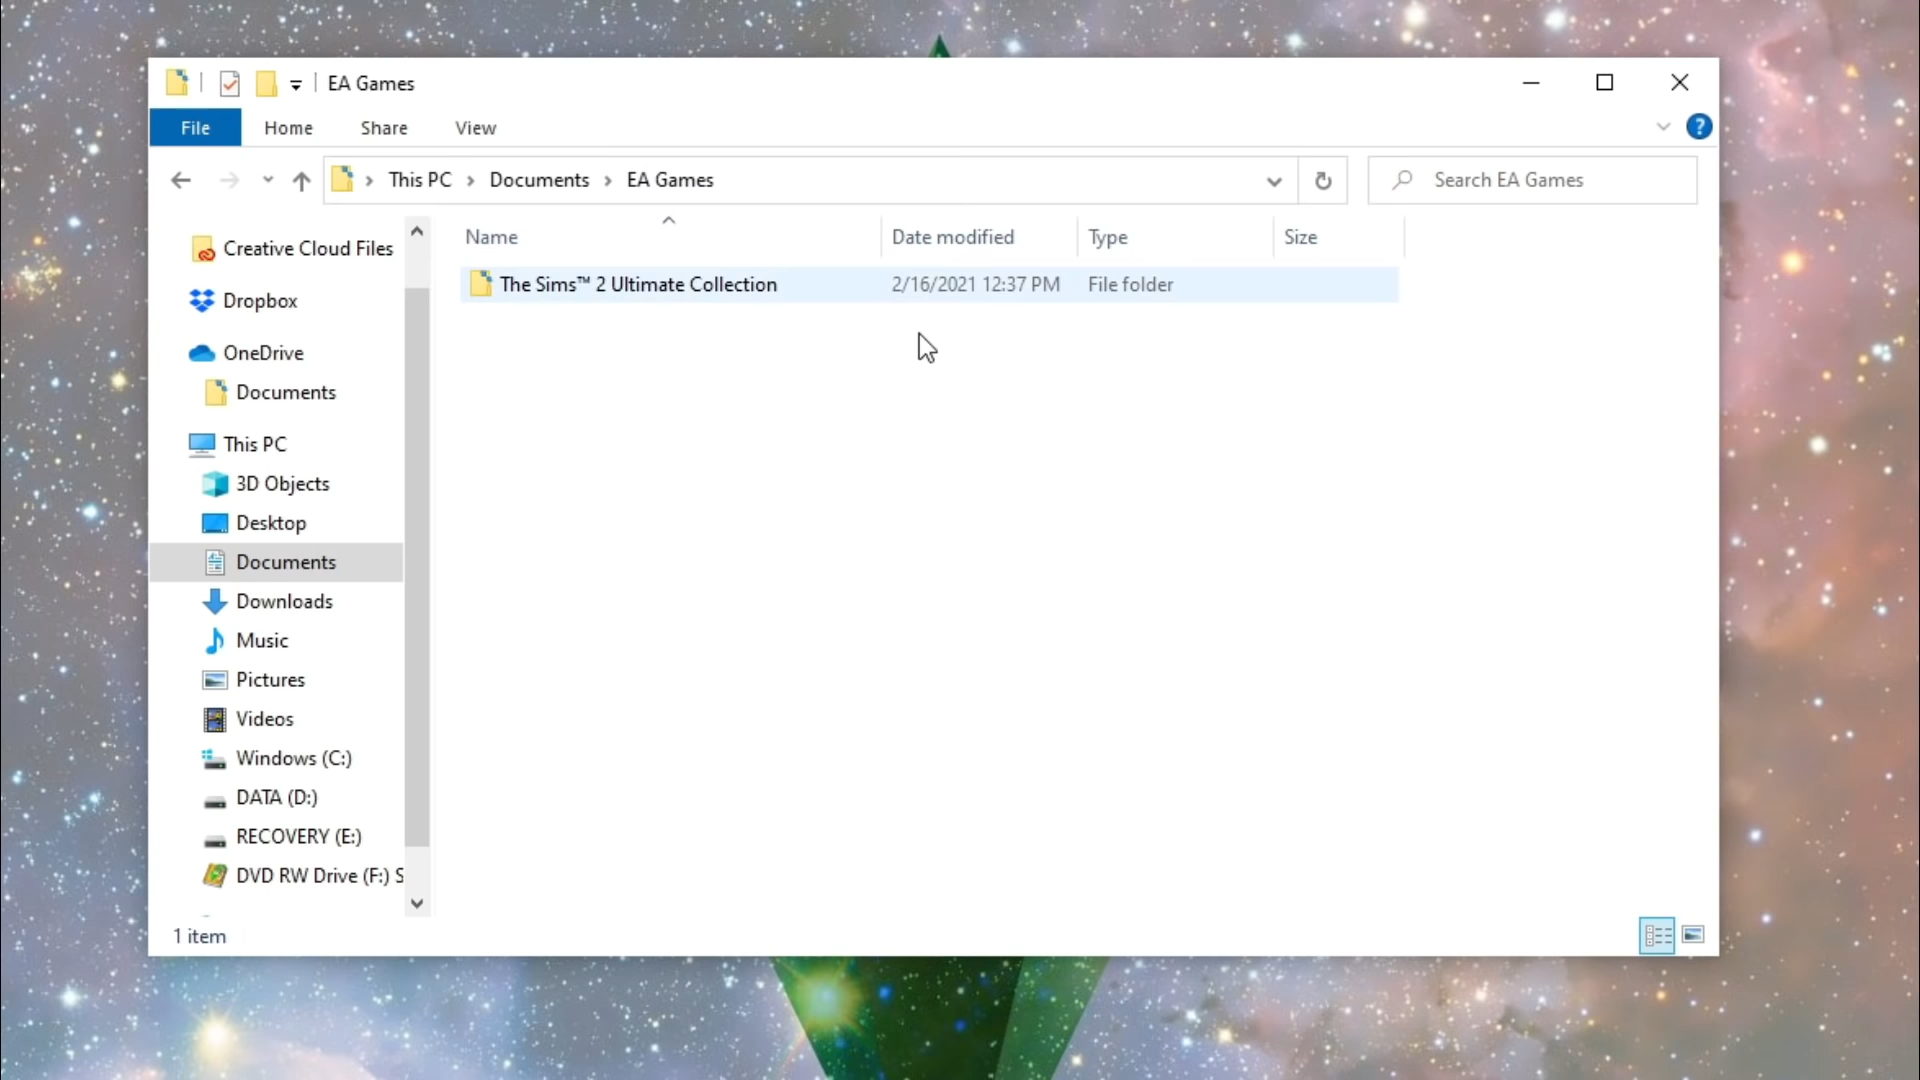 EA Games
File Home Share View
This PC Documents EA Games
Search EA Games
Name Date modified Type Size
The Sims™ 2 Ultimate Collection 2/16/2021 12:37 PM File folder
Creative Cloud Files
Dropbox
OneDrive
Documents
This PC
3D Objects
Desktop
Documents
Downloads
Music
Pictures
Videos
Windows (C:)
DATA (D:)
RECOVERY (E:)
DVD RW Drive (F:) S
1 item